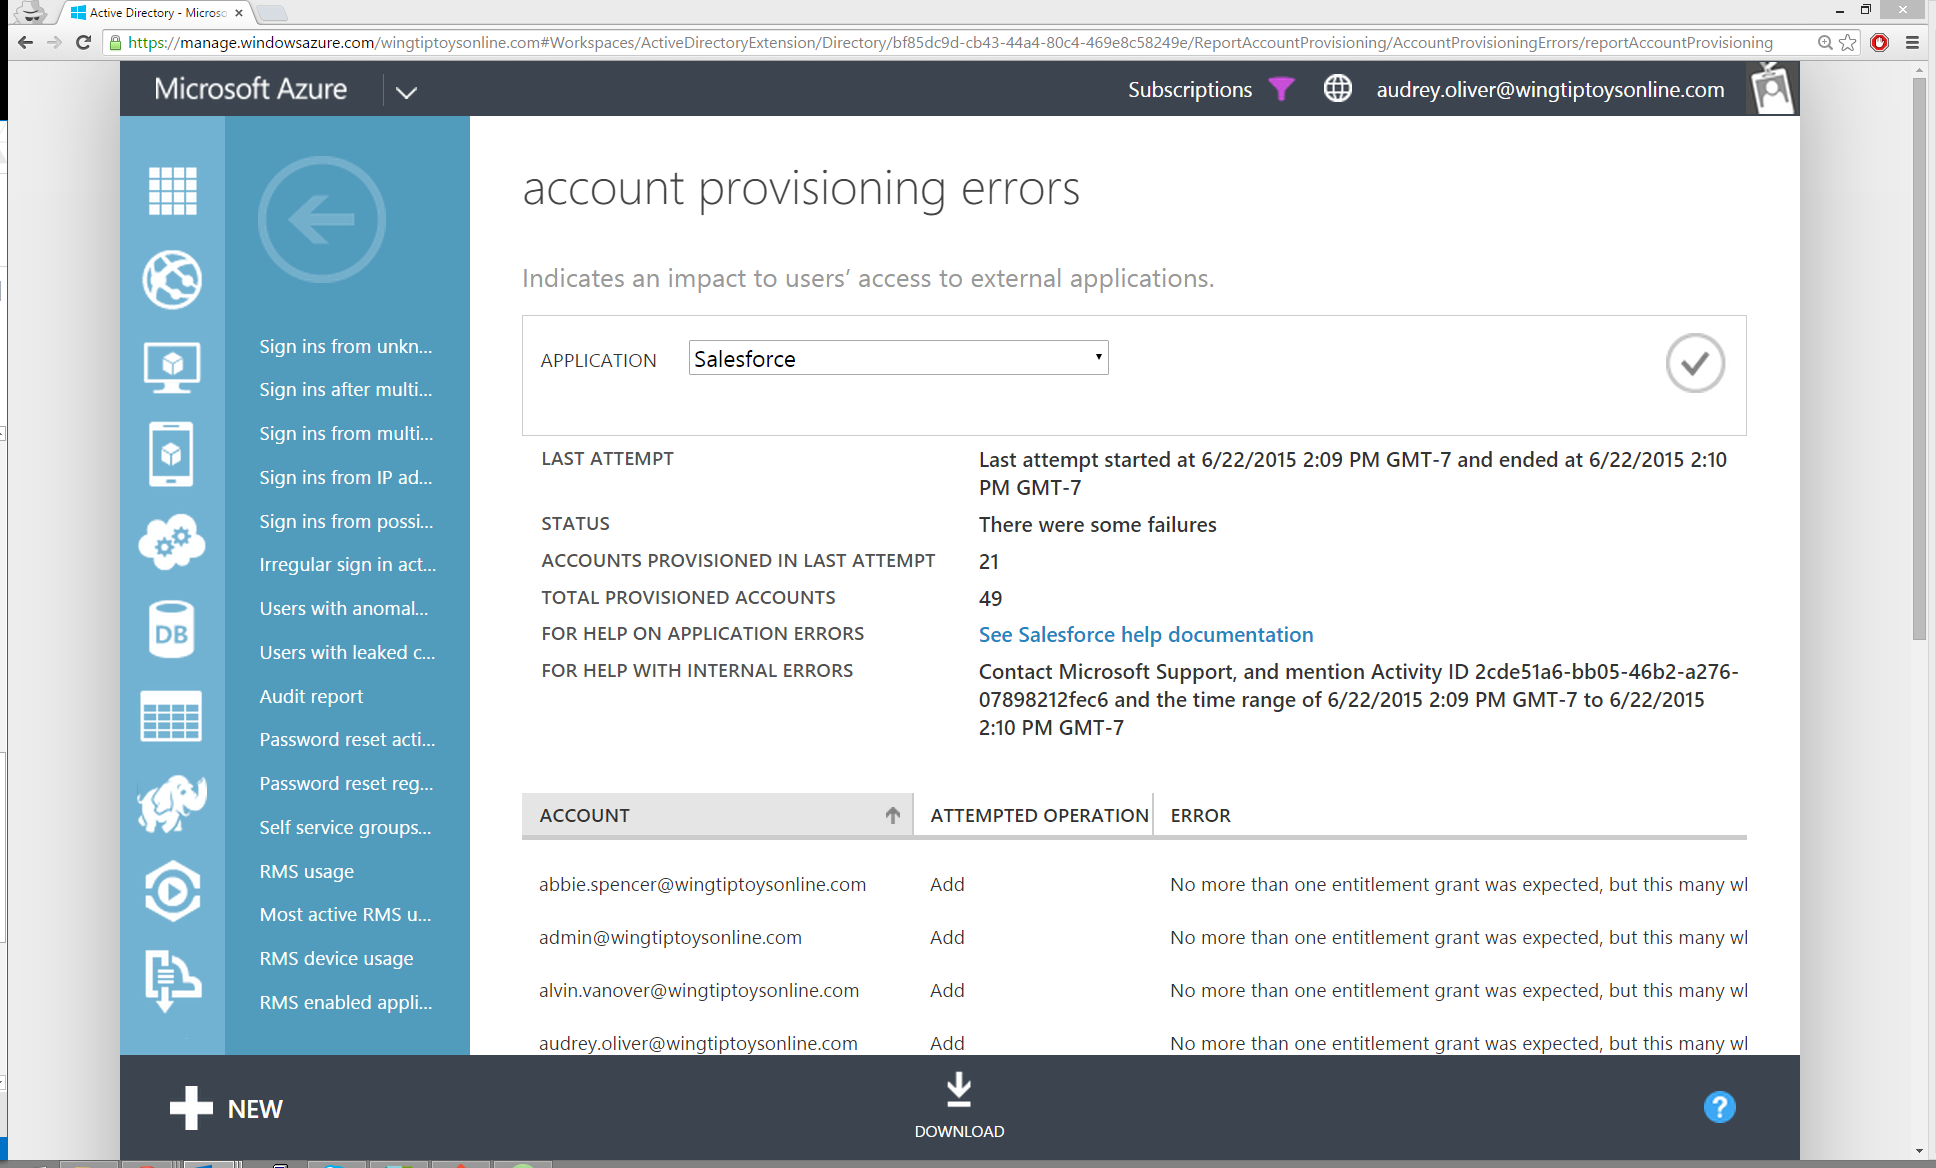 Active Directory - Micros
https://manage.windowsazure.com/wingtiptoysonline.com#Workspaces/ActiveDirectoryExtension/Directory/bf85dc9d-cb43-44a4-80c4-469e8c58249e/ReportAccountProvisioning/AccountProvisioningErrors/reportAccountProvisioning
Microsoft Azure
Subscriptions
audrey.oliver@wingtiptoysonline.com
Sign ins from unkn...
Sign ins after multi...
Sign ins from multi...
Sign ins from IP ad...
Sign ins from possi...
Irregular sign in act...
Users with anomal...
Users with leaked c...
Audit report
Password reset acti...
Password reset reg...
Self service groups...
RMS usage
Most active RMS u...
RMS device usage
RMS enabled appli...
DB
account provisioning errors
Indicates an impact to users’ access to external applications.
APPLICATION Salesforce
LAST ATTEMPT Last attempt started at 6/22/2015 2:09 PM GMT-7 and ended at 6/22/2015 2:10
PM GMT-7
STATUS There were some failures
ACCOUNTS PROVISIONED IN LAST ATTEMPT 21
TOTAL PROVISIONED ACCOUNTS 49
FOR HELP ON APPLICATION ERRORS See Salesforce help documentation
FOR HELP WITH INTERNAL ERRORS Contact Microsoft Support, and mention Activity ID 2cde51a6-bb05-46b2-a276-
07898212fec6 and the time range of 6/22/2015 2:09 PM GMT-7 to 6/22/2015
2:10 PM GMT-7
ACCOUNT ATTEMPTED OPERATION ERROR
abbie.spencer@wingtiptoysonline.com Add No more than one entitlement grant was expected, but this many wl
admin@wingtiptoysonline.com Add No more than one entitlement grant was expected, but this many wl
alvin.vanover@wingtiptoysonline.com Add No more than one entitlement grant was expected, but this many wl
audrey.oliver@wingtiptoysonline.com Add No more than one entitlement grant was expected, but this many wl
NEW
DOWNLOAD
?